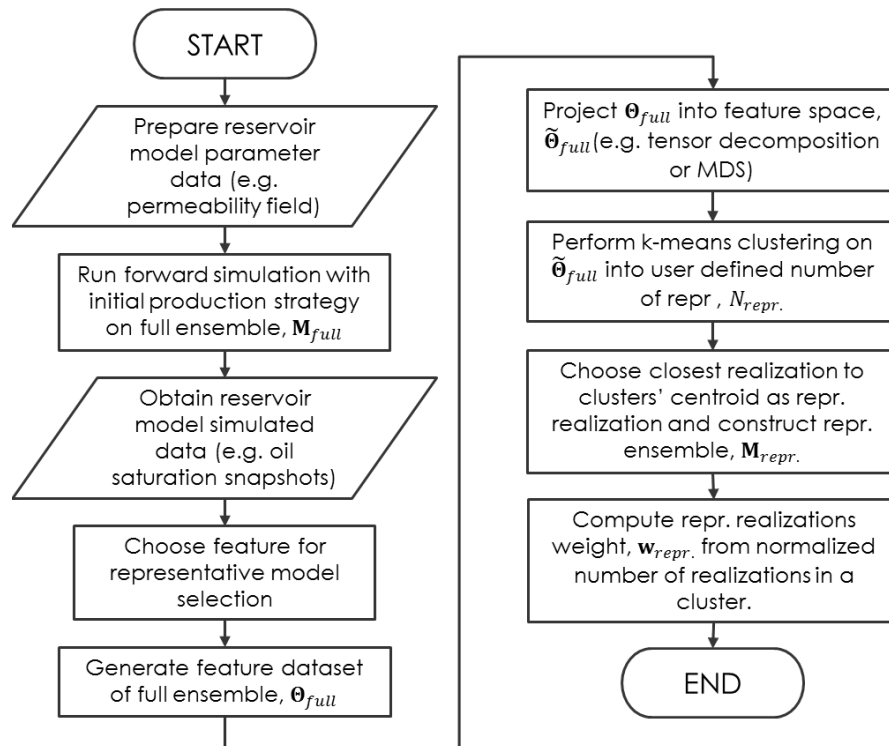 START
Prepare reservoir
model parameter
data (e.g.
permeability field)
Run forward simulation with
initial production strategy
on full ensemble, 𝐌_full
Obtain reservoir
model simulated
data (e.g. oil
saturation snapshots)
Choose feature for
representative model
selection
Generate feature dataset
of full ensemble, 𝚯_full
Project 𝚯_full into feature space,
𝚯̃_full(e.g. tensor decomposition
or MDS)
Perform k-means clustering on
𝚯̃_full into user defined number
of repr , N_repr.
Choose closest realization to
clusters’ centroid as repr.
realization and construct repr.
ensemble, 𝐌_repr.
Compute repr. realizations
weight, 𝐰_repr. from normalized
number of realizations in a
cluster.
END